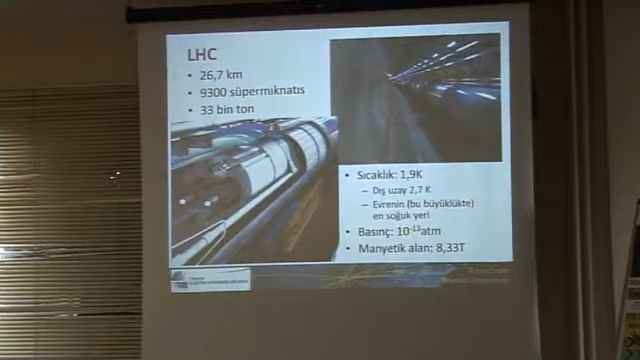 LHC
• 26,7 km
• 9300 süpermıknatıs
• 33 bin ton
• Sıcaklık: 1,9K
– Dış uzay 2,7 K
– Evrenin (bu büyüklükte)
en soğuk yeri
• Basınç: 10⁻¹³atm
• Manyetik alan: 8,33T